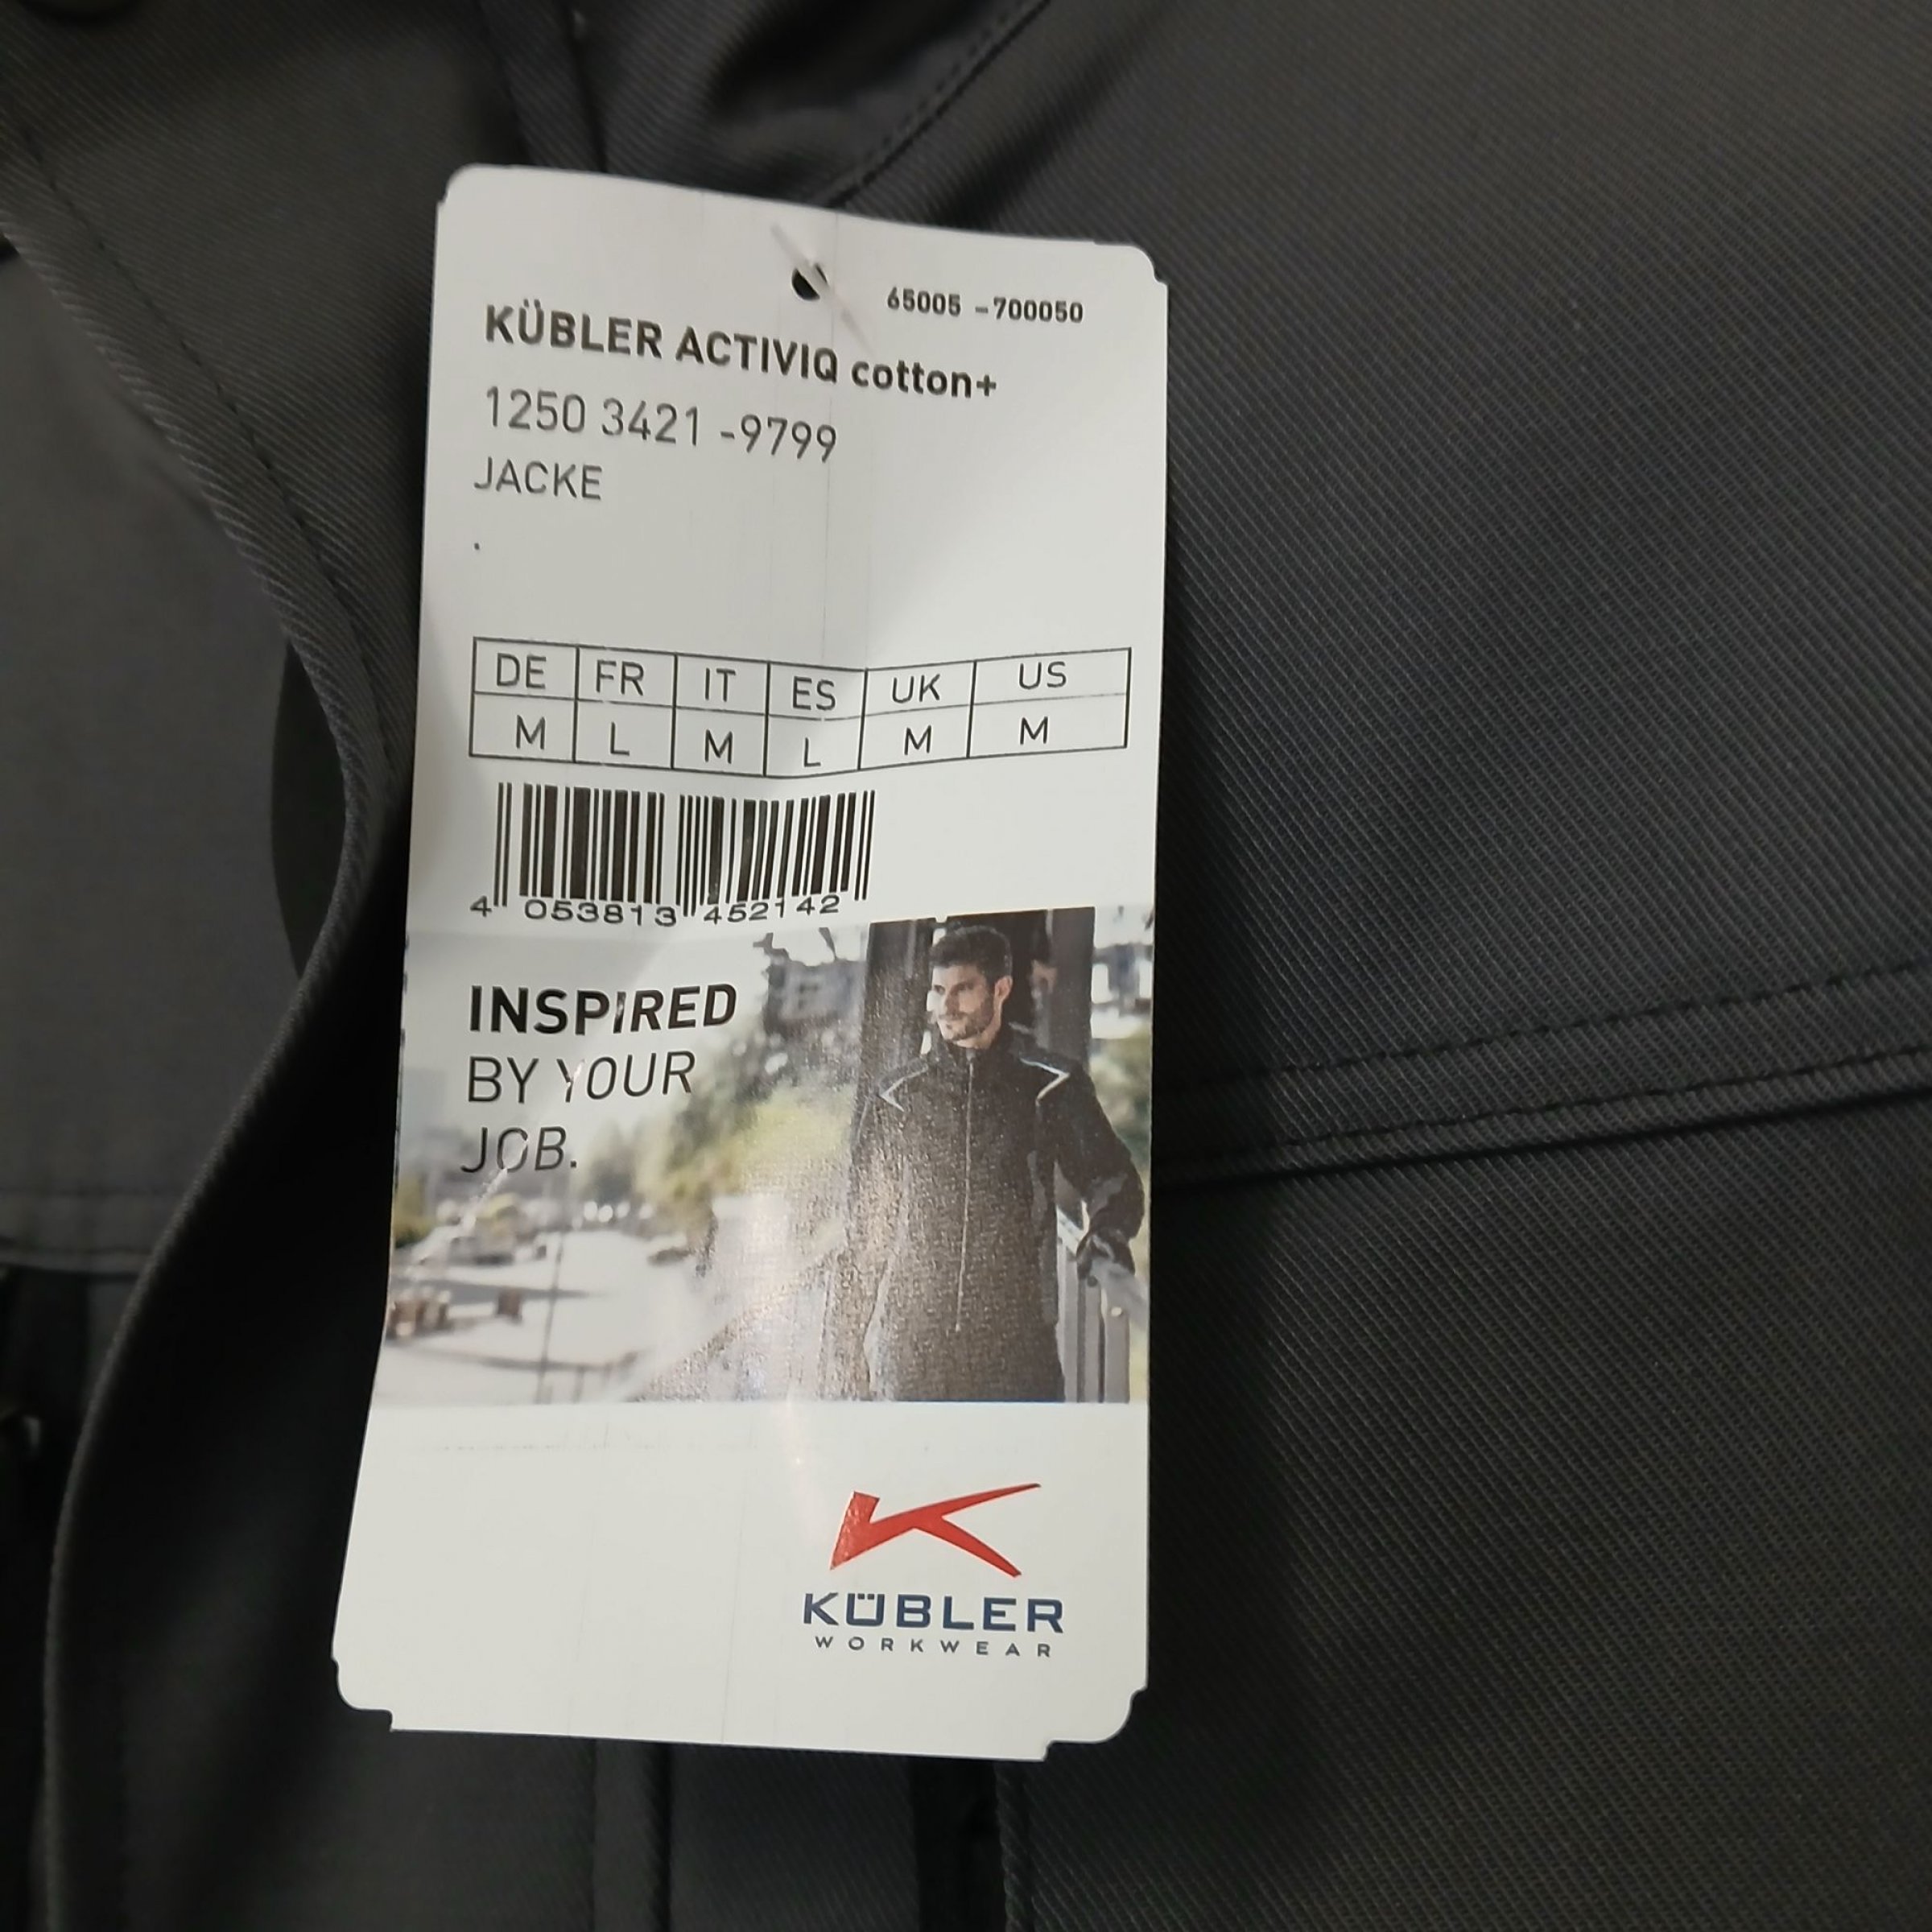 65005 -700050
KÜBLER ACTIVIQ cotton+
1250 3421 -9799
JACKE
.
DE FR IT ES UK US
M L M L M M
4 053813 452142
INSPIRED
BY YOUR
JOB.
KÜBLER
WORKWEAR